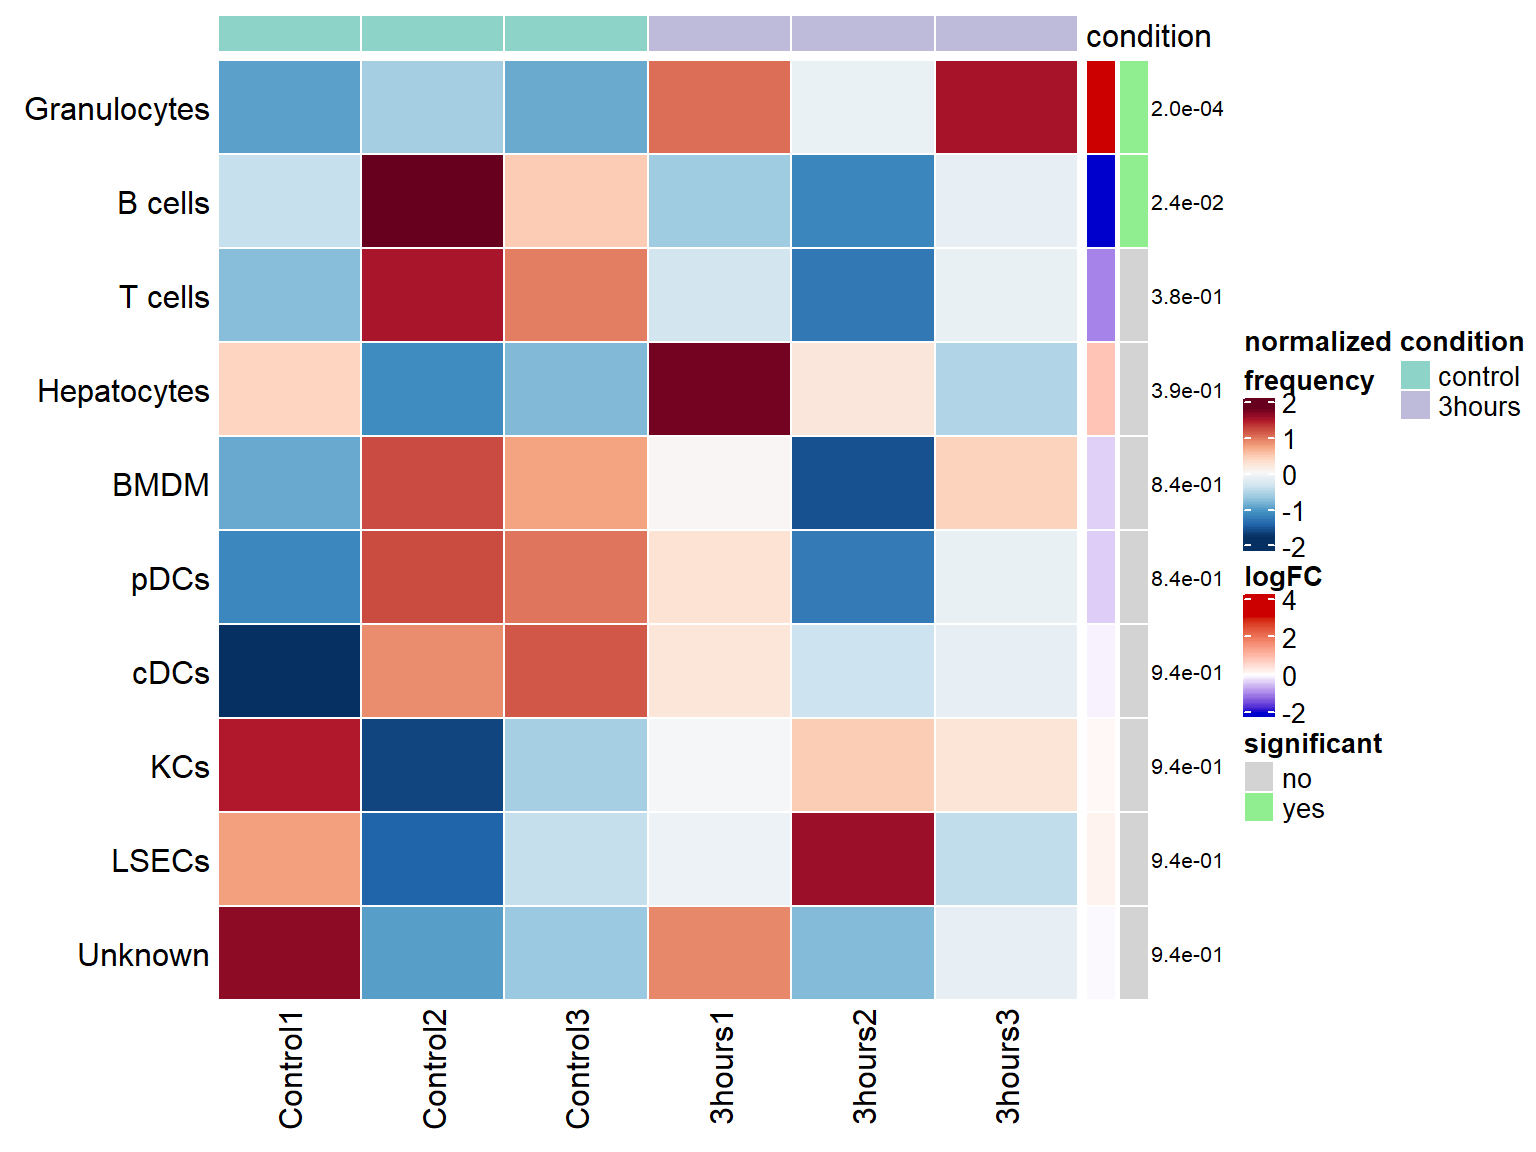 condition
Granulocytes 2.0e-04
B cells 2.4e-02
T cells 3.8e-01
Hepatocytes 3.9e-01
BMDM 8.4e-01
pDCs 8.4e-01
cDCs 9.4e-01
KCs 9.4e-01
LSECs 9.4e-01
Unknown 9.4e-01
Control1 Control2 Control3 3hours1 3hours2 3hours3
normalized condition
frequency
2
1
0
-1
-2
control
3hours
logFC
4
2
0
-2
significant
no
yes